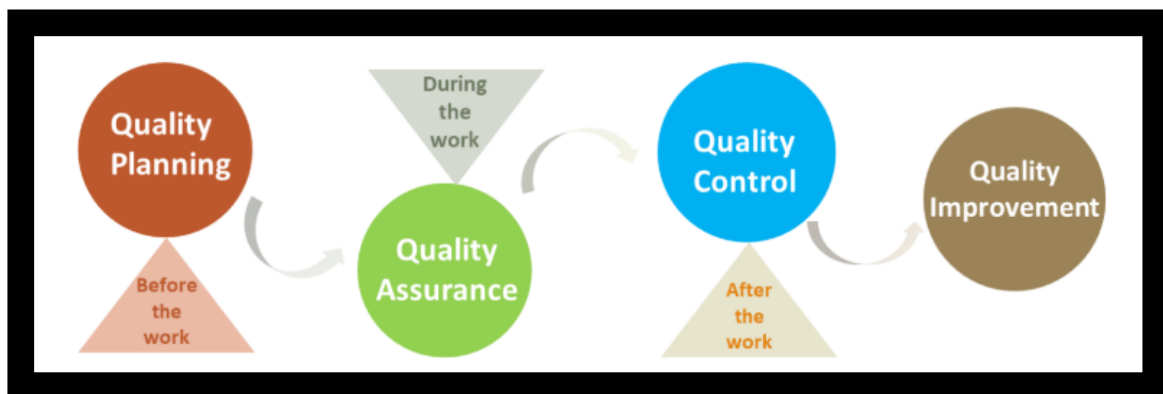 Quality
Planning
Before
the
work
During
the
work
Quality
Assurance
Quality
Control
After
the
work
Quality
Improvement